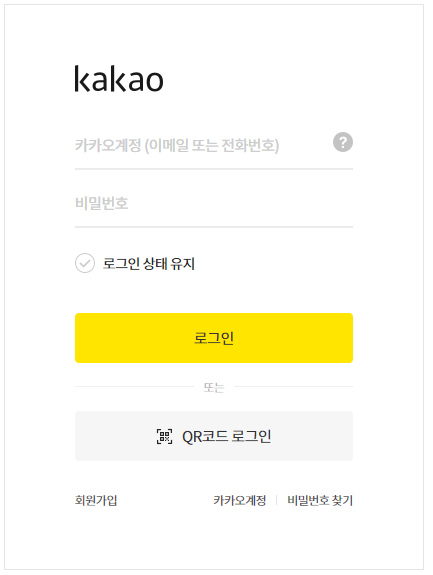 kakao
카카오계정 (이메일 또는 전화번호)
?
비밀번호
로그인 상태 유지
로그인
또는
QR코드 로그인
회원가입 카카오계정 비밀번호 찾기